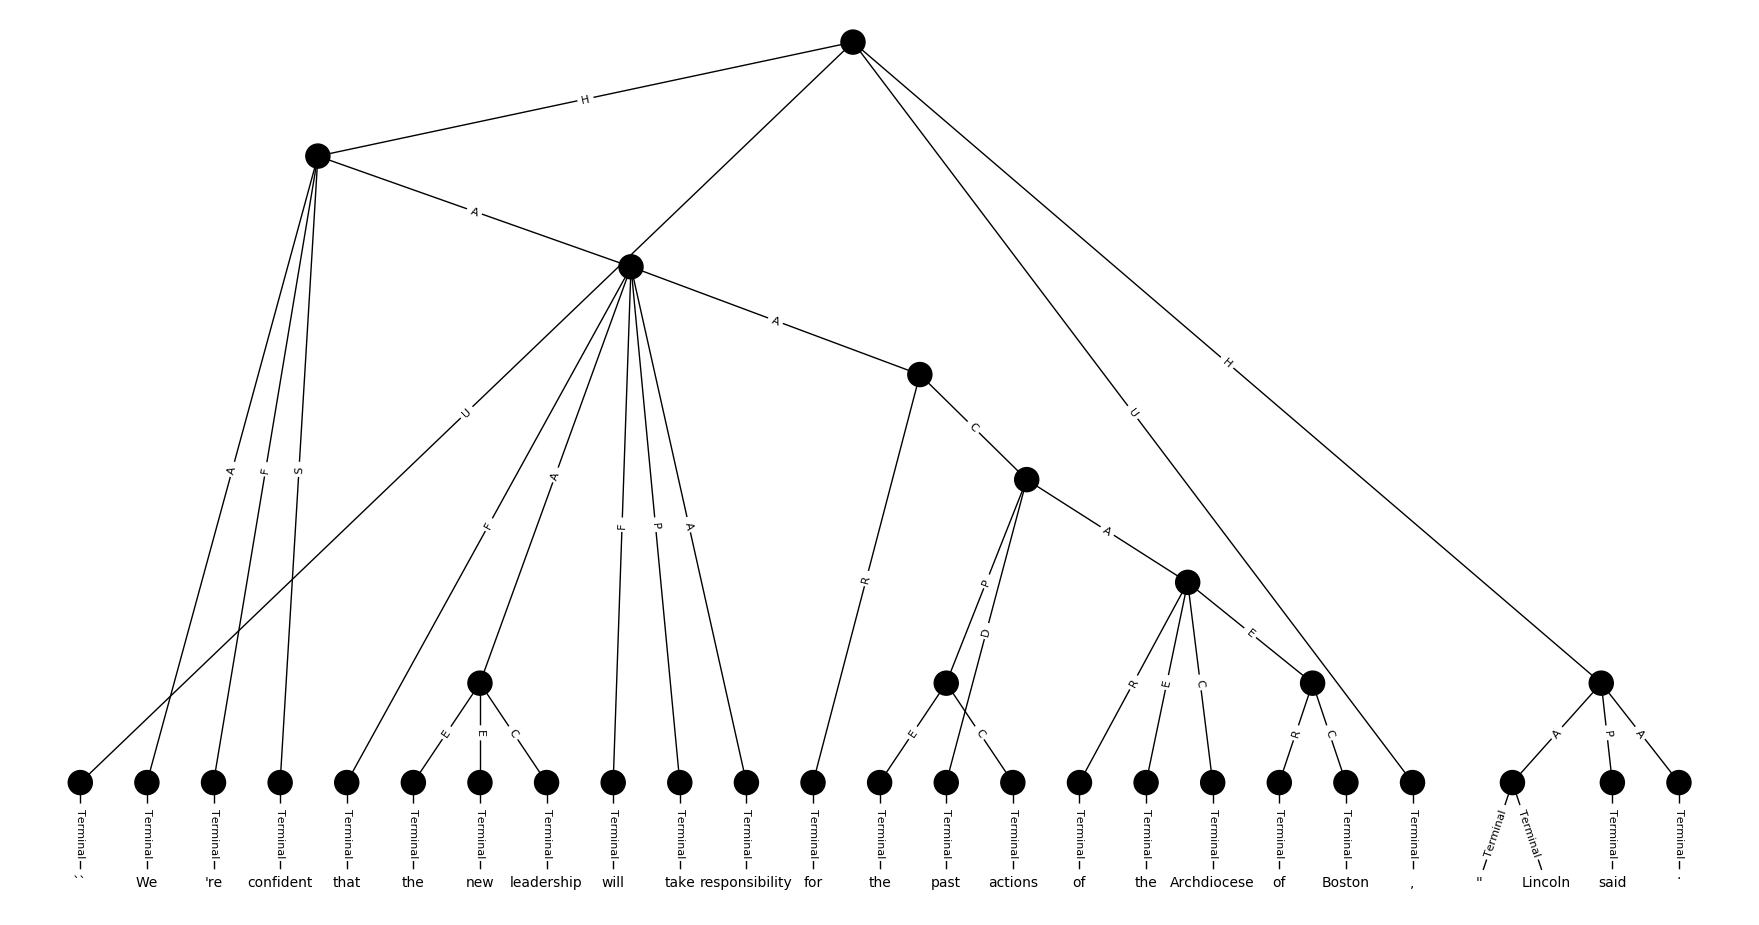 H
A
A
U
H
C
U
A F S A
F A F P A
A
R P
D
E
E E C E C R E C R C A P A
Terminal Terminal Terminal Terminal Terminal Terminal Terminal Terminal Terminal Terminal Terminal Terminal Terminal Terminal Terminal Terminal Terminal Terminal Terminal Terminal Terminal Terminal Terminal Terminal Terminal
`` We 're confident that the new leadership will take responsibility for the past actions of the Archdiocese of Boston , " Lincoln said .